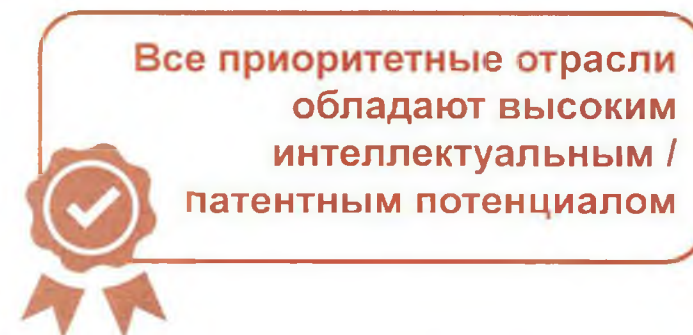 Все приоритетные отрасли
обладают высоким
интеллектуальным /
патентным потенциалом